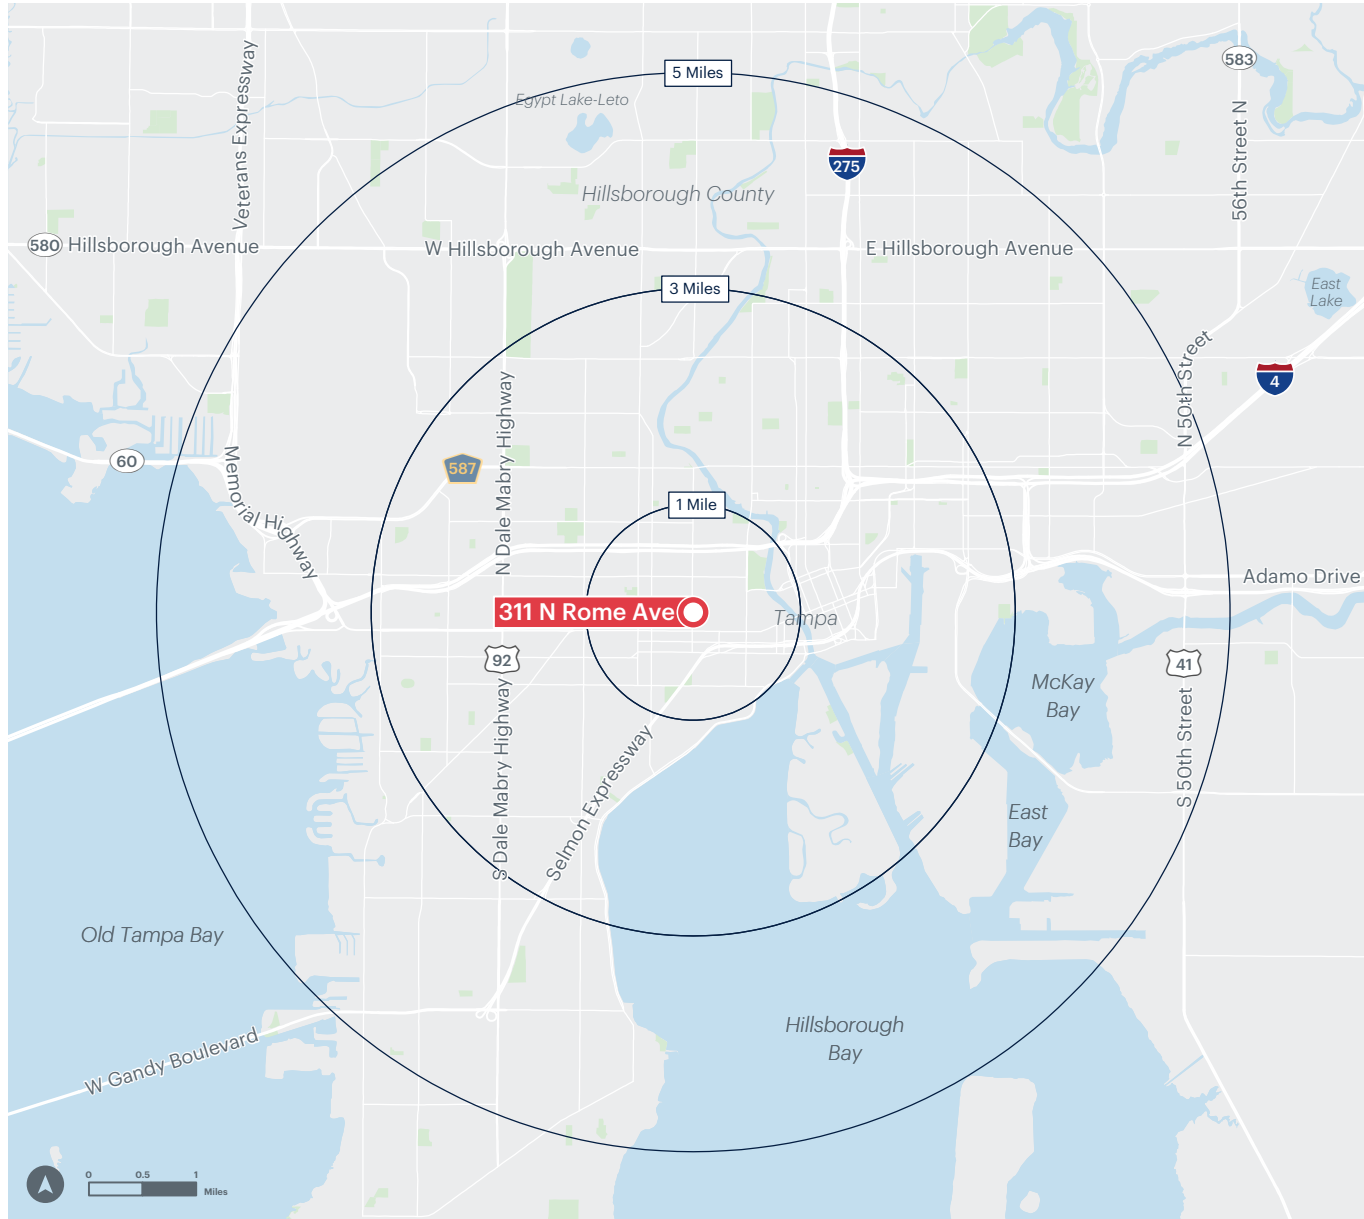 583
5 Miles
Egypt Lake-Leto
Veterans Expressway
56th Street N
275
Hillsborough County
580
Hillsborough Avenue
W Hillsborough Avenue
E Hillsborough Avenue
3 Miles
East
Lake
N 50th Street
4
N Dale Mabry Highway
60
587
Memorial Highway
1 Mile
Adamo Drive
311 N Rome Ave
Tampa
92
41
McKay
Bay
S Dale Mabry Highway
Selmon Expressway
S 50th Street
East
Bay
Old Tampa Bay
Hillsborough
Bay
W Gandy Boulevard
0 0.5 1
Miles